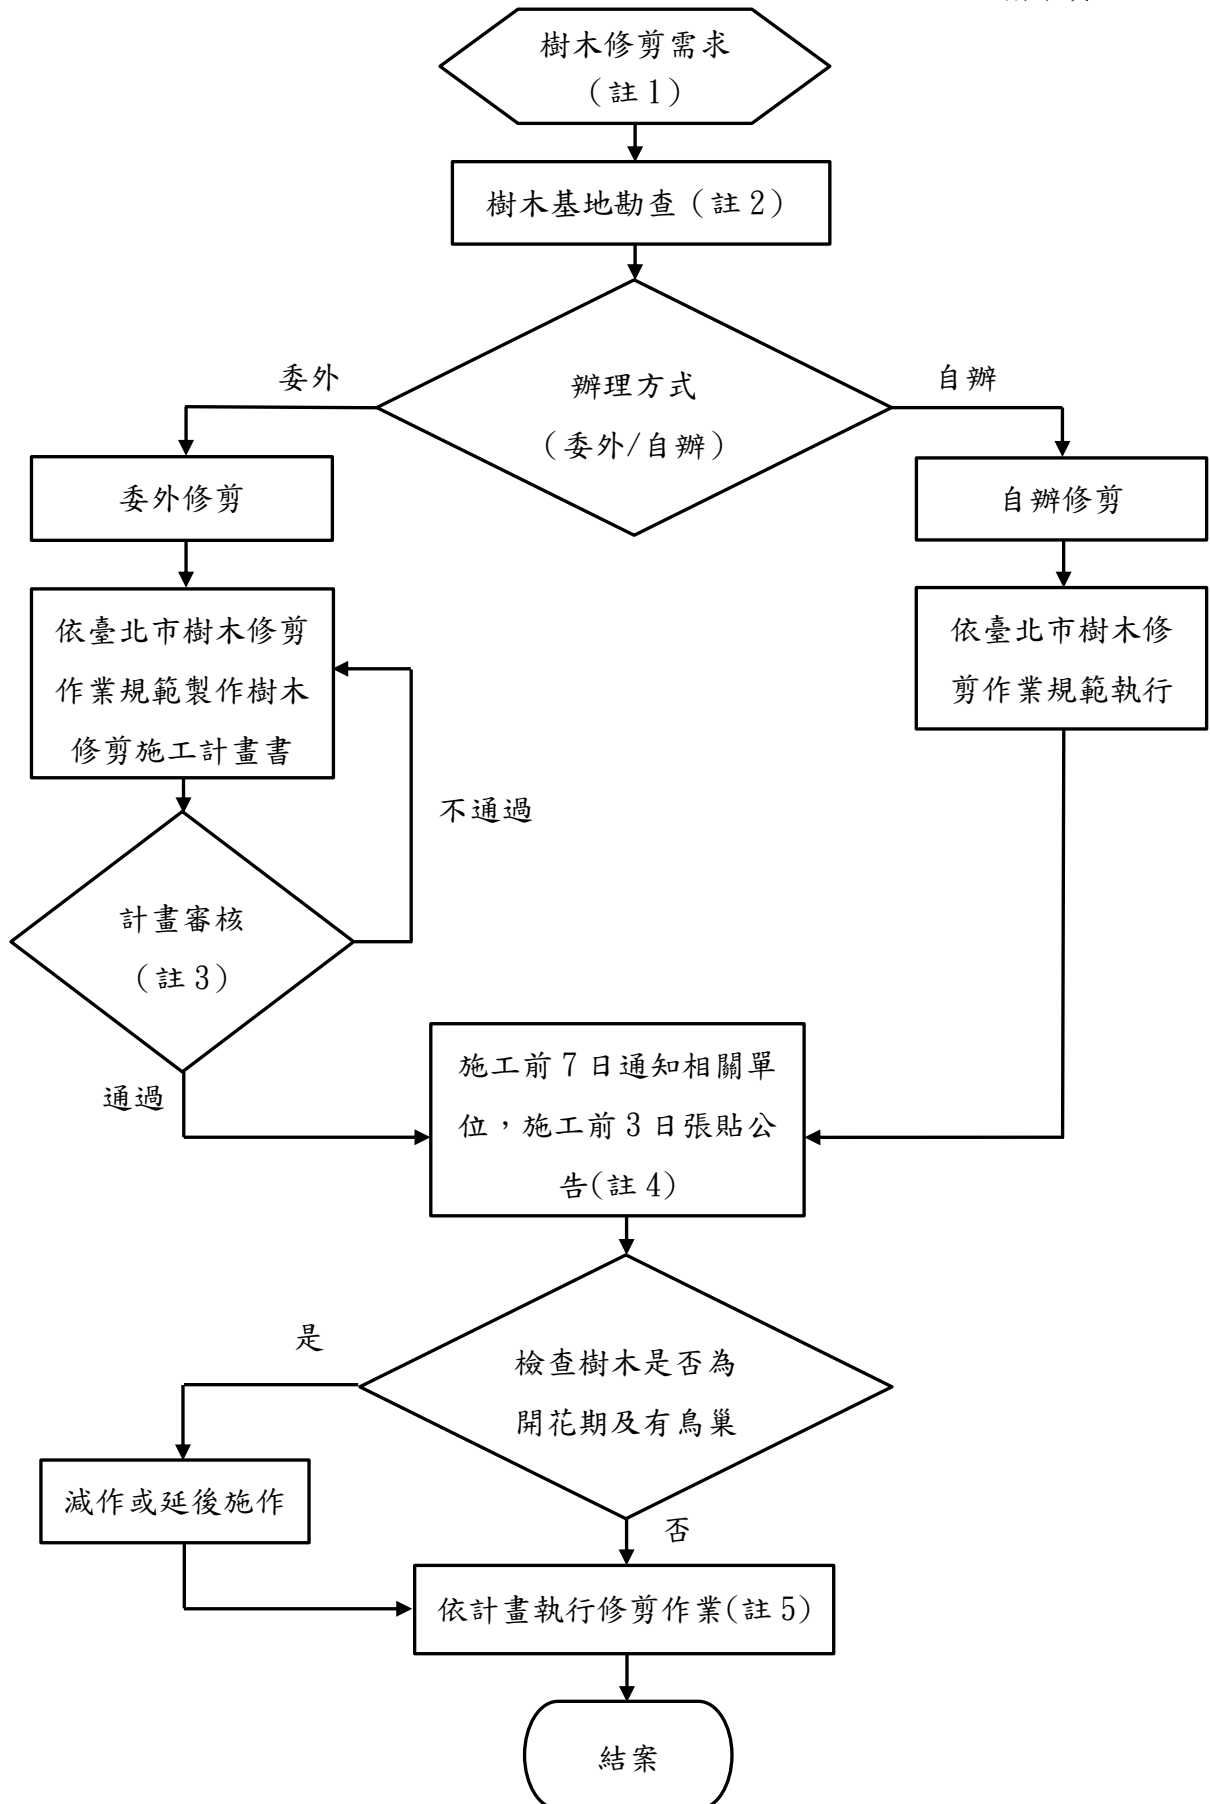 樹木修剪需求
（註1）
樹木基地勘查（註2）
辦理方式
（委外/自辦）
委外
自辦
委外修剪
自辦修剪
依臺北市樹木修剪
作業規範製作樹木
修剪施工計畫書
依臺北市樹木修
剪作業規範執行
不通過
計畫審核
（註3）
通過
施工前7日通知相關單
位，施工前3日張貼公
告(註4)
是
檢查樹木是否為
開花期及有鳥巢
減作或延後施作
否
依計畫執行修剪作業(註5)
結案